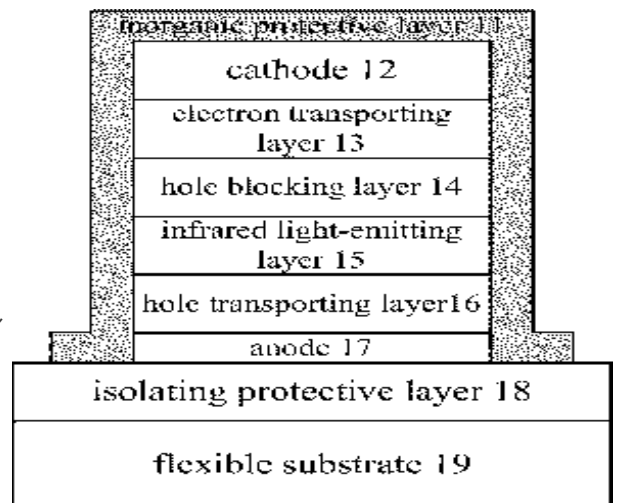 inorganic protective layer 11
cathode 12
electron transporting
layer 13
hole blocking layer 14
infrared light-emitting
layer 15
hole transporting layer16
anode 17
isolating protective layer 18
flexible substrate 19